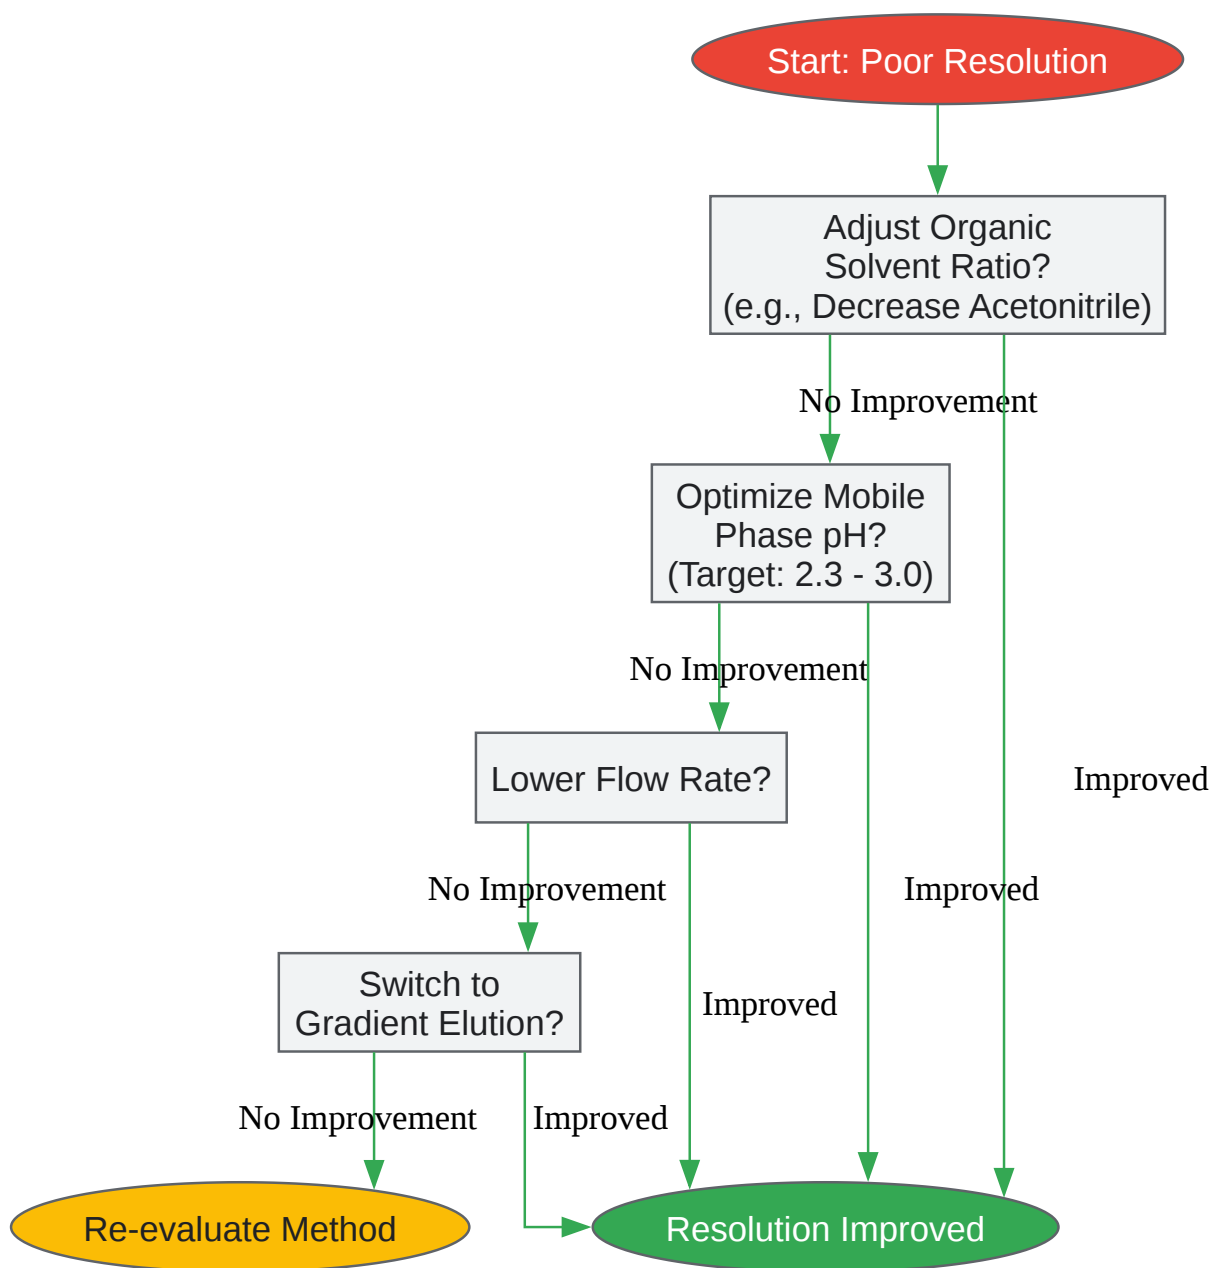 Start: Poor Resolution
Adjust Organic
Solvent Ratio?
(e.g., Decrease Acetonitrile)
No Improvement
Optimize Mobile
Phase pH?
(Target: 2.3 - 3.0)
No Improvement
Lower Flow Rate?
Improved
No Improvement
Improved
Switch to
Gradient Elution?
Improved
No Improvement
Improved
Re-evaluate Method
Resolution Improved